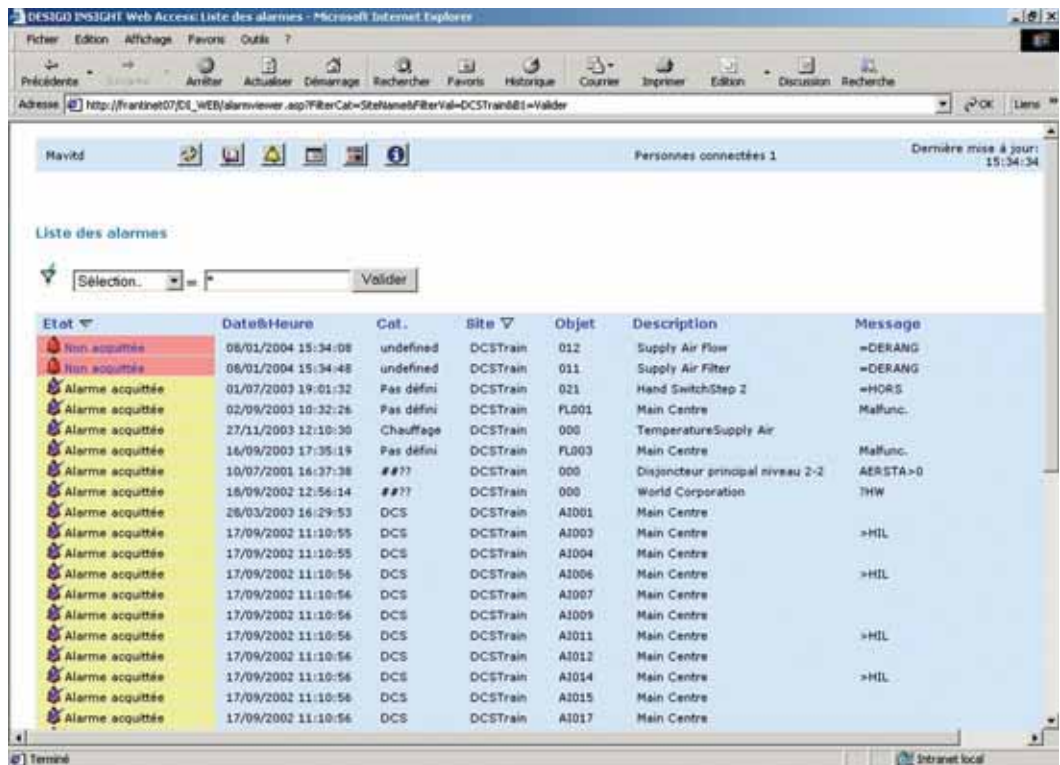 DESIGO INSIGHT Web Access: Liste des alarmes - Microsoft Internet Explorer
Fichier Edition Affichage Favoris Outils ?
Précédente Arrêter Actualiser Démarrage Rechercher Favoris Historique Courrier Imprimer Edition Discussion Recherche
Adresse http://frantinet07/DI_WEB/alarmviewer.asp?FilterCat=SiteName&FilterVal=DCSTrain&B1=Valider OK Liens »
Mavitd Personnes connectées 1 Dernière mise à jour:
15:34:34
Liste des alarmes
Sélection.. = * Valider
Etat Date&Heure Cat. Site Objet Description Message
Non acquittée 08/01/2004 15:34:08 undefined DCSTrain 012 Supply Air Flow =DERANG
Non acquittée 08/01/2004 15:34:48 undefined DCSTrain 011 Supply Air Filter =DERANG
Alarme acquittée 01/07/2003 19:01:32 Pas défini DCSTrain 021 Hand SwitchStep 2 =HORS
Alarme acquittée 02/09/2003 10:32:26 Pas défini DCSTrain FL001 Main Centre Malfunc.
Alarme acquittée 27/11/2003 12:10:30 Chauffage DCSTrain 000 TemperatureSupply Air
Alarme acquittée 16/09/2003 17:35:19 Pas défini DCSTrain FL003 Main Centre Malfunc.
Alarme acquittée 10/07/2001 16:37:38 ##?? DCSTrain 000 Disjoncteur principal niveau 2-2 AERSTA>0
Alarme acquittée 18/09/2002 12:56:14 ##?? DCSTrain 000 World Corporation ?HW
Alarme acquittée 28/03/2003 16:29:53 DCS DCSTrain AI001 Main Centre
Alarme acquittée 17/09/2002 11:10:55 DCS DCSTrain AI003 Main Centre >HIL
Alarme acquittée 17/09/2002 11:10:55 DCS DCSTrain AI004 Main Centre
Alarme acquittée 17/09/2002 11:10:56 DCS DCSTrain AI006 Main Centre >HIL
Alarme acquittée 17/09/2002 11:10:56 DCS DCSTrain AI007 Main Centre
Alarme acquittée 17/09/2002 11:10:56 DCS DCSTrain AI009 Main Centre
Alarme acquittée 17/09/2002 11:10:56 DCS DCSTrain AI011 Main Centre >HIL
Alarme acquittée 17/09/2002 11:10:56 DCS DCSTrain AI012 Main Centre
Alarme acquittée 17/09/2002 11:10:56 DCS DCSTrain AI014 Main Centre >HIL
Alarme acquittée 17/09/2002 11:10:56 DCS DCSTrain AI015 Main Centre
Alarme acquittée 17/09/2002 11:10:56 DCS DCSTrain AI017 Main Centre
Terminé Intranet local